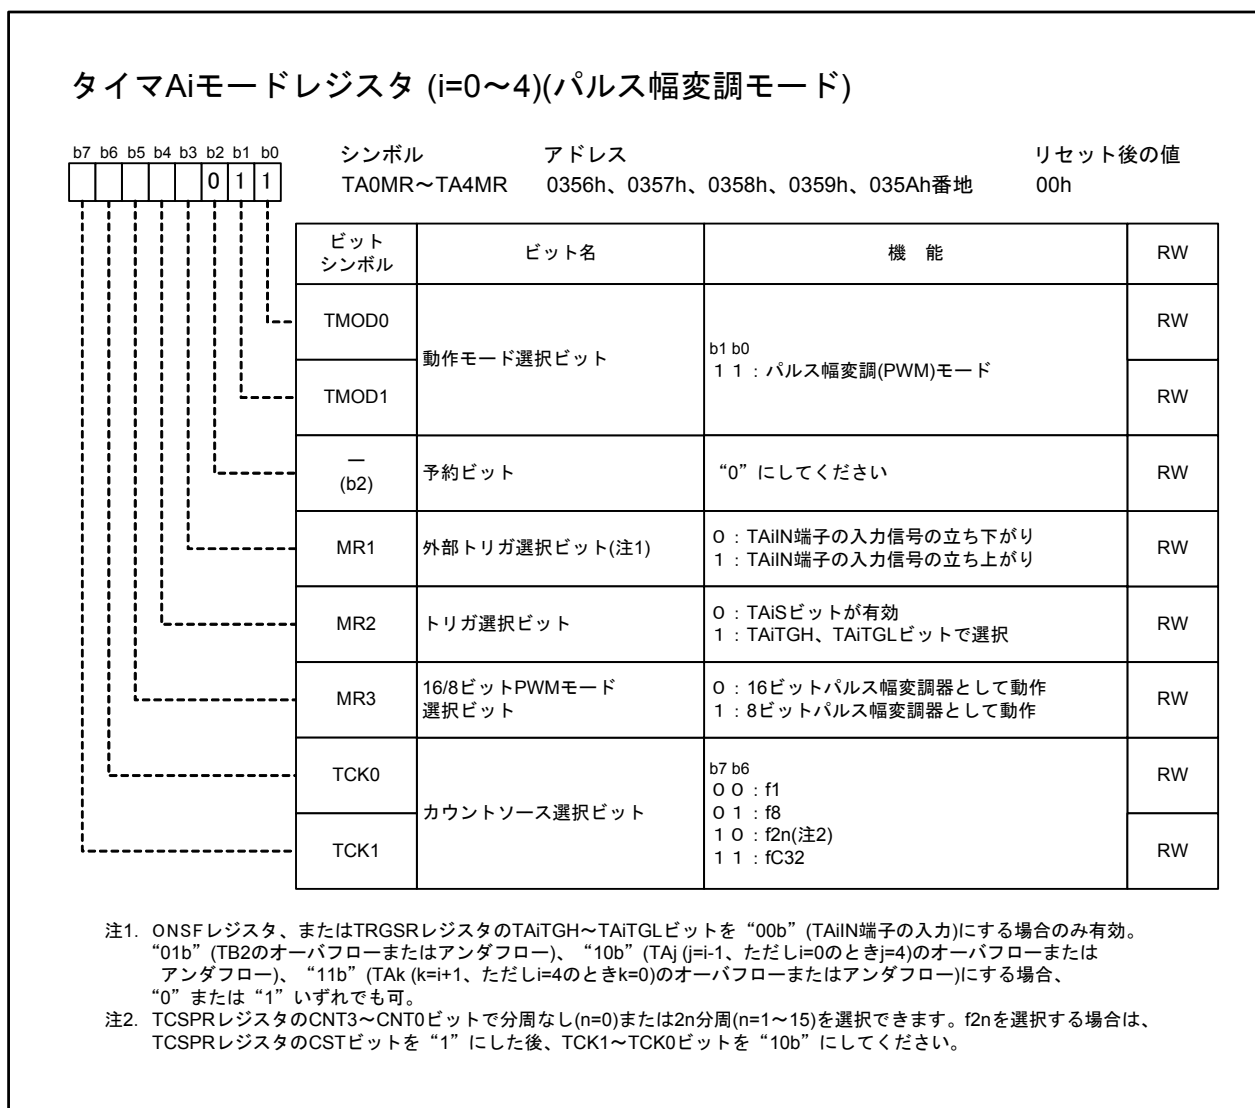 タイマAiモードレジスタ (i=0～4)(パルス幅変調モード)
b7 b6 b5 b4 b3 b2 b1 b0
0 1 1
シンボル アドレス リセット後の値
TA0MR～TA4MR 0356h、0357h、0358h、0359h、035Ah番地 00h
ビット
シンボル
ビット名
機 能
RW
TMOD0
動作モード選択ビット
b1 b0
1 1：パルス幅変調(PWM)モード
RW
TMOD1
RW
—
(b2)
予約ビット
“0”にしてください
RW
MR1
外部トリガ選択ビット(注1)
0：TAiIN端子の入力信号の立ち下がり
1：TAiIN端子の入力信号の立ち上がり
RW
MR2
トリガ選択ビット
0：TAiSビットが有効
1：TAiTGH、TAiTGLビットで選択
RW
MR3
16/8ビットPWMモード
選択ビット
0：16ビットパルス幅変調器として動作
1：8ビットパルス幅変調器として動作
RW
TCK0
カウントソース選択ビット
b7 b6
0 0：f1
0 1：f8
1 0：f2n(注2)
1 1：fC32
RW
TCK1
RW
注1. ONSFレジスタ、またはTRGSRレジスタのTAiTGH～TAiTGLビットを“00b”(TAiIN端子の入力)にする場合のみ有効。
“01b”(TB2のオーバフローまたはアンダフロー)、“10b”(TAj (j=i-1、ただしi=0のときj=4)のオーバフローまたは
アンダフロー)、“11b”(TAk (k=i+1、ただしi=4のときk=0)のオーバフローまたはアンダフロー)にする場合、
“0”または“1”いずれでも可。
注2. TCSPRレジスタのCNT3～CNT0ビットで分周なし(n=0)または2n分周(n=1～15)を選択できます。f2nを選択する場合は、
TCSPRレジスタのCSTビットを“1”にした後、TCK1～TCK0ビットを“10b”にしてください。